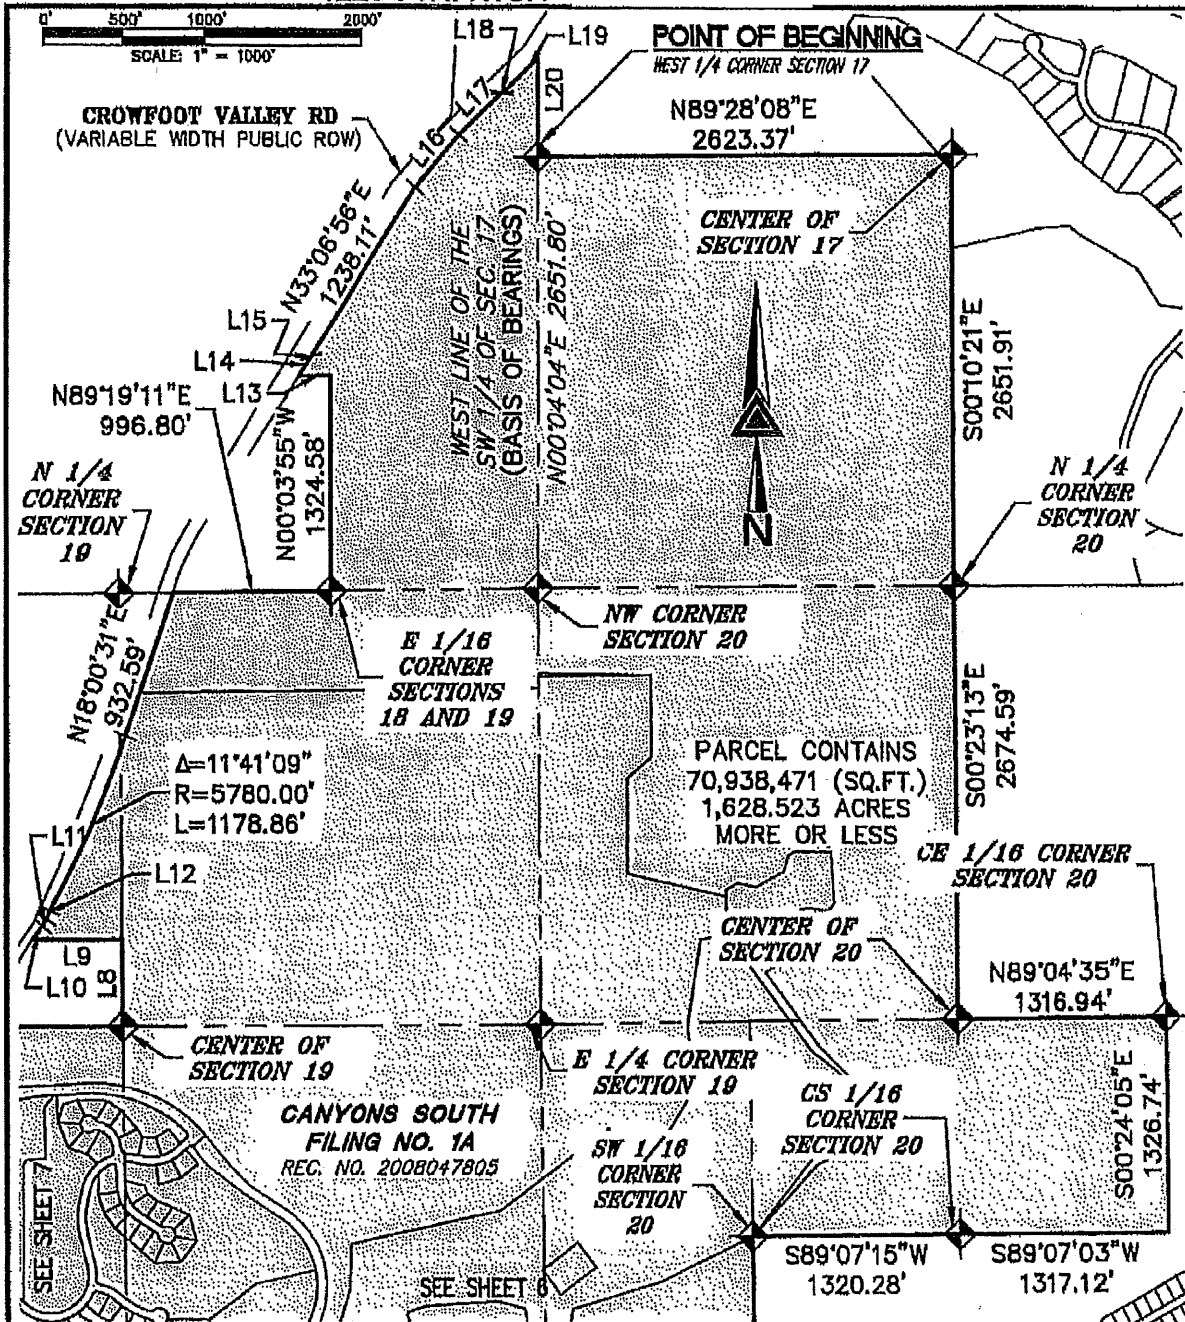 0' 500' 1000' 2000'
SCALE: 1" = 1000'
L18
L19
POINT OF BEGINNING
WEST 1/4 CORNER SECTION 17
CROWFOOT VALLEY RD
(VARIABLE WIDTH PUBLIC ROW)
L17
L20
L16
N89°28'08"E
2623.37'
CENTER OF
SECTION 17
N33°06'56"E
1238.11'
WEST LINE OF THE
SW 1/4 OF SEC. 17
(BASIS OF BEARINGS)
N00°04'04"E 2651.80'
S00°10'21"E
2651.91'
L15
L14
L13
N89°19'11"E
996.80'
N00°03'55"W
1324.58'
N 1/4
CORNER
SECTION
19
N
N 1/4
CORNER
SECTION
20
NW CORNER
SECTION 20
E 1/16
CORNER
SECTIONS
18 AND 19
N18°00'31"E
932.59'
S00°23'13"E
2674.59'
Δ=11°41'09"
R=5780.00'
L=1178.86'
PARCEL CONTAINS
70,938,471 (SQ.FT.)
1,628.523 ACRES
MORE OR LESS
L11
L12
CE 1/16 CORNER
SECTION 20
CENTER OF
SECTION 20
L9
L10
L8
N89°04'35"E
1316.94'
CENTER OF
SECTION 19
E 1/4 CORNER
SECTION 19
CS 1/16
CORNER
SECTION 20
S00°24'05"E
1326.74'
CANYONS SOUTH
FILING NO. 1A
REC. NO. 2008047805
SW 1/16
CORNER
SECTION
20
SEE SHEET 7
SEE SHEET 6
S89°07'15"W
1320.28'
S89°07'03"W
1317.12'